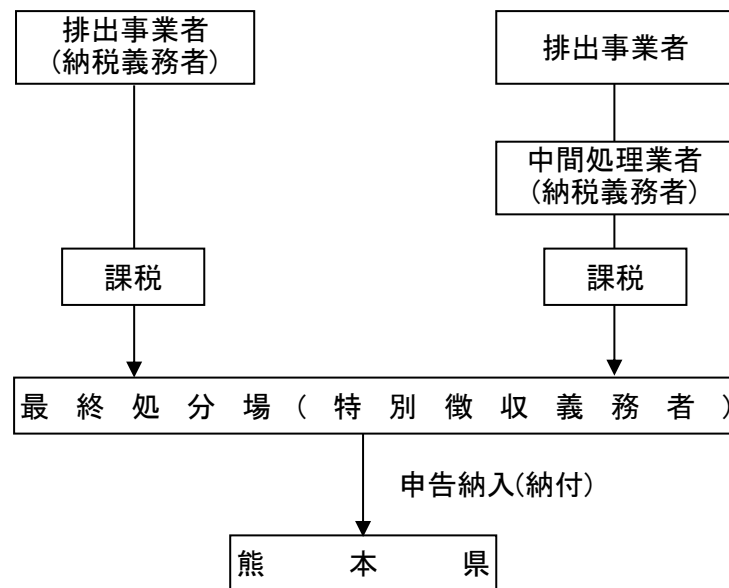 排出事業者
(納税義務者)
排出事業者
中間処理業者
(納税義務者)
課税
課税
最終処分場(特別徴収義務者)
申告納入(納付)
熊本県